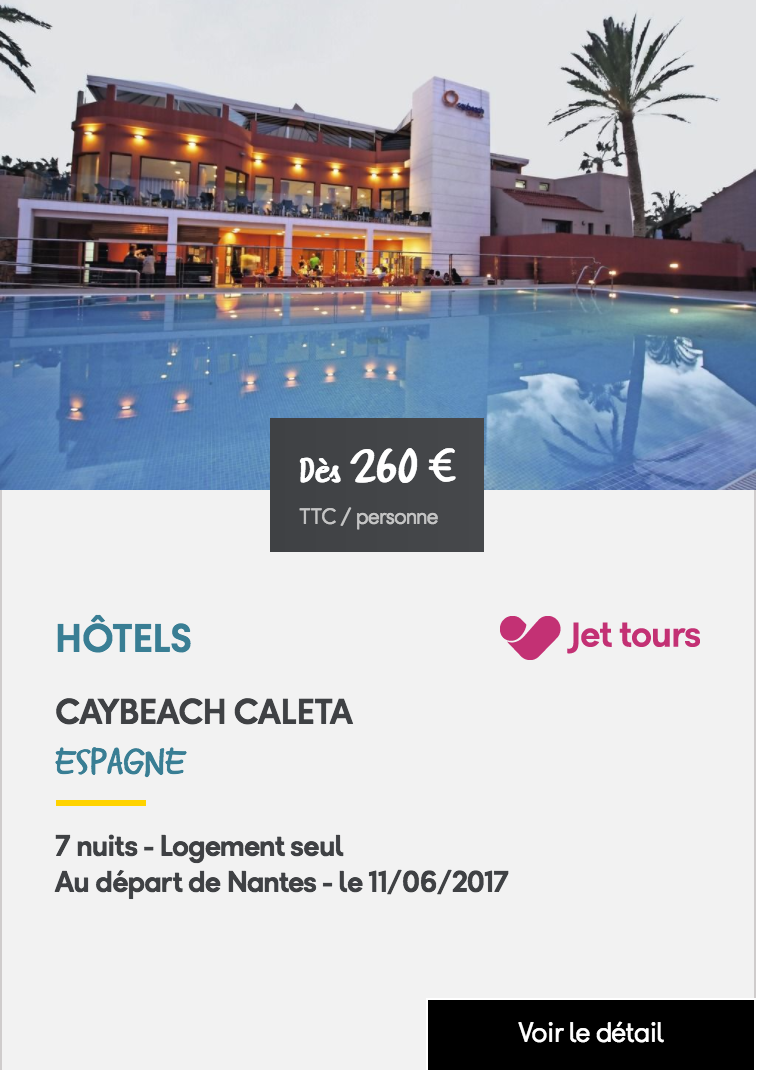 caybeach
Dès 260 €
TTC / personne
HÔTELS
Jet tours
CAYBEACH CALETA
ESPAGNE
7 nuits - Logement seul
Au départ de Nantes - le 11/06/2017
Voir le détail